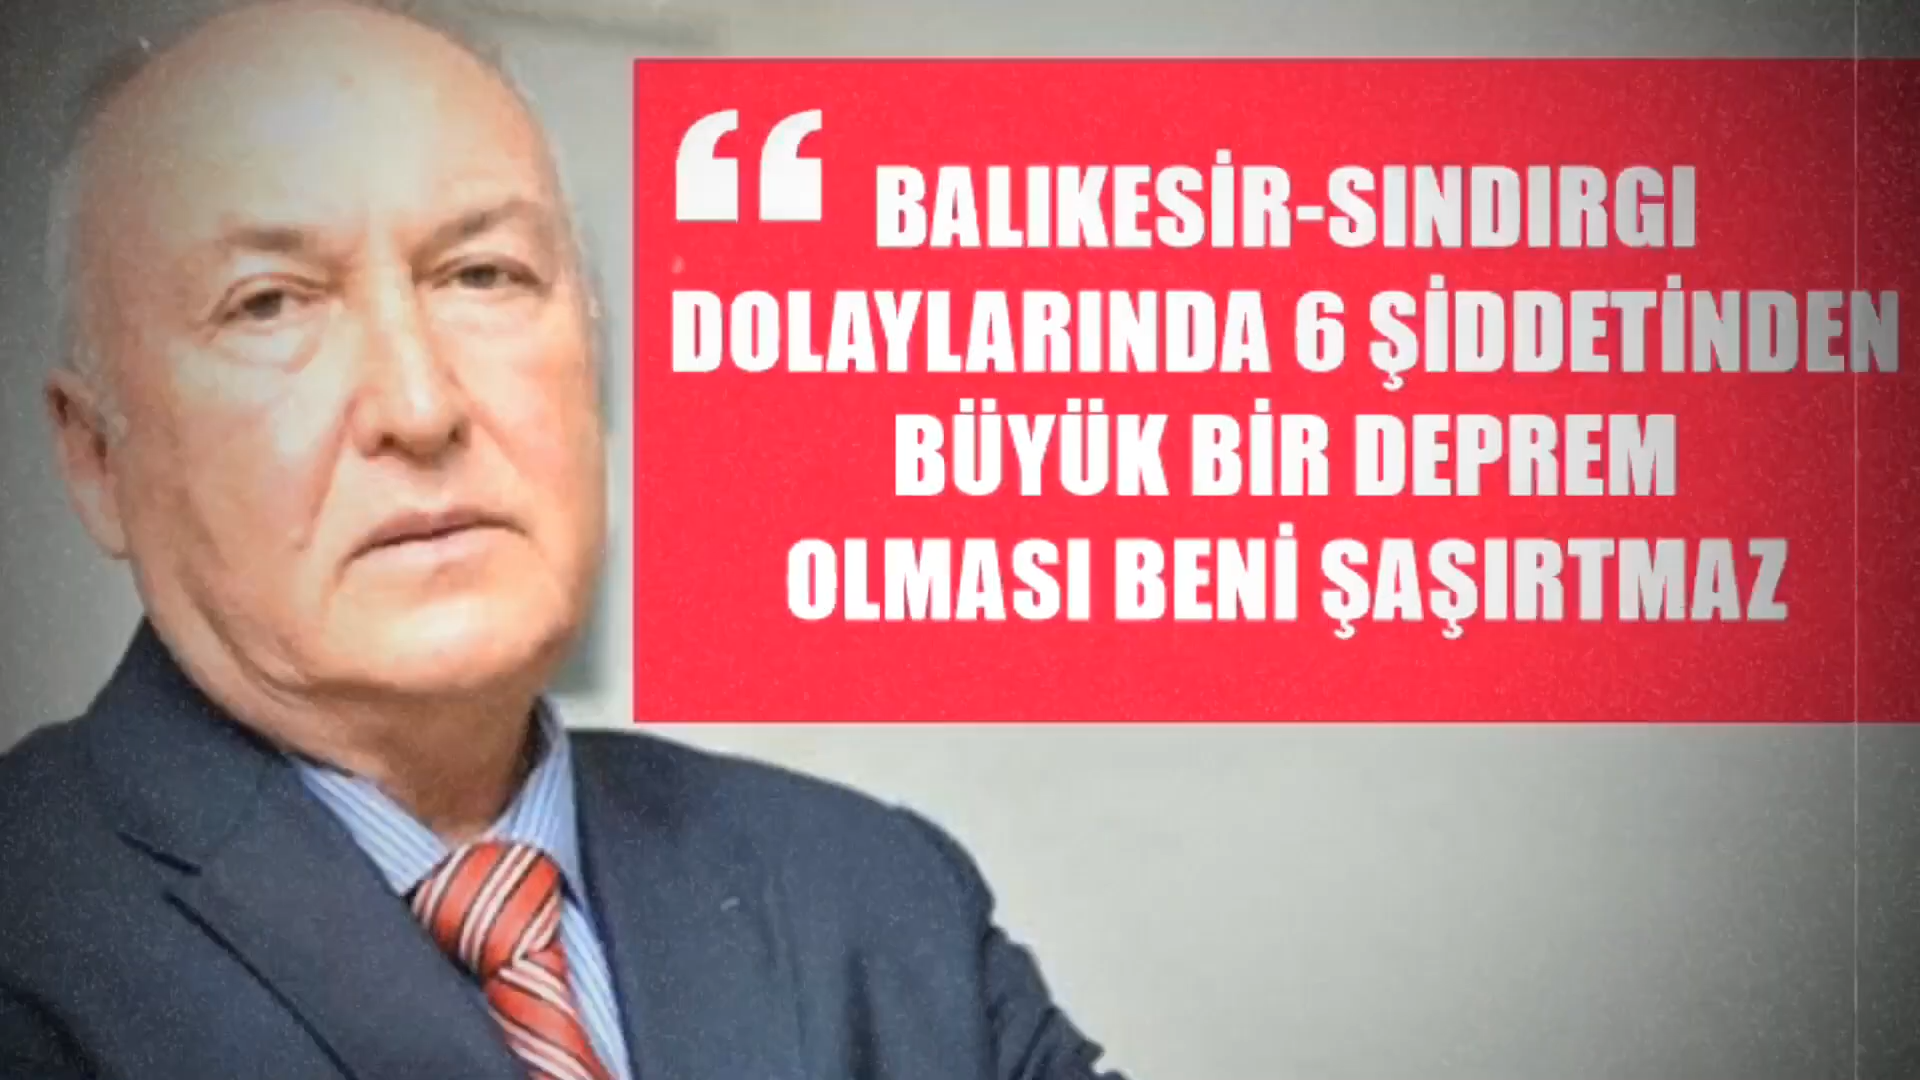 “ BALIKESİR-SINDIRGI
DOLAYLARINDA 6 ŞİDDETİNDEN
BÜYÜK BİR DEPREM
OLMASI BENİ ŞAŞIRTMAZ